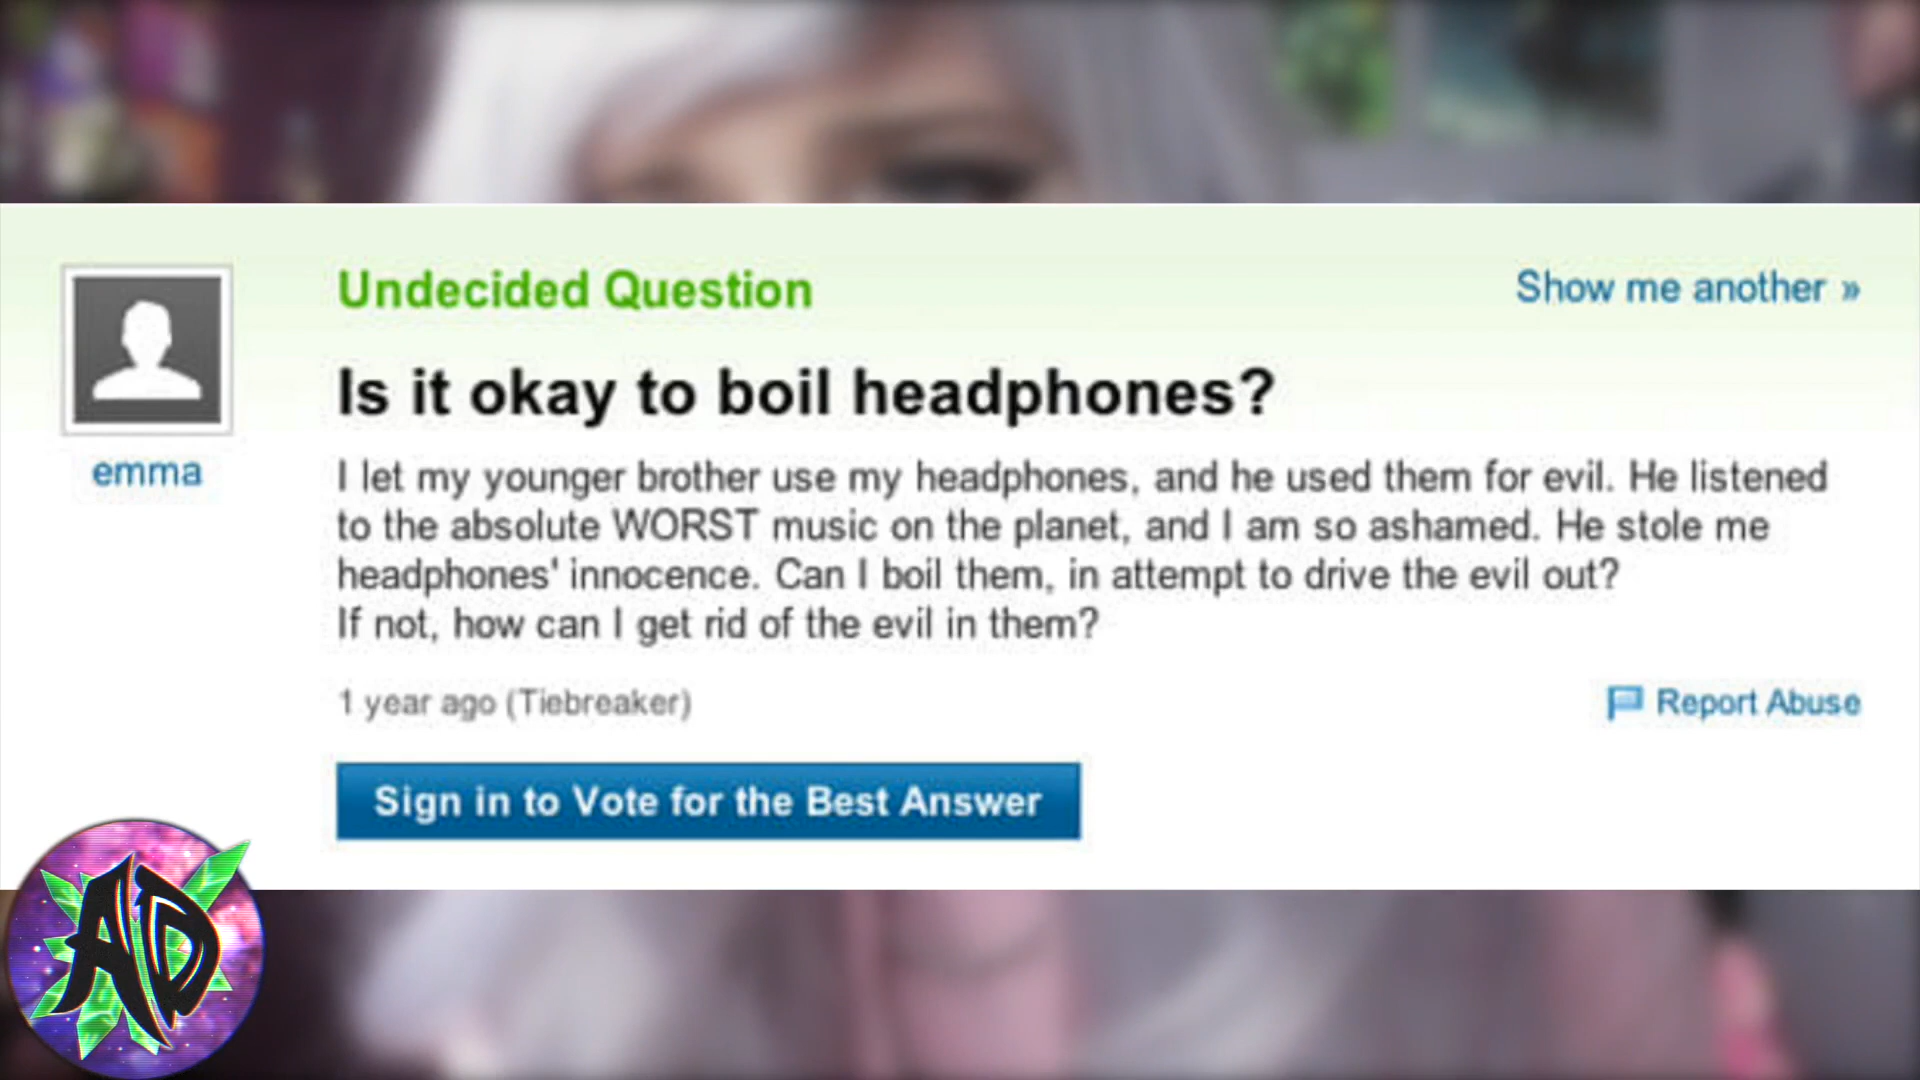 Undecided Question
Show me another »
Is it okay to boil headphones?
emma
I let my younger brother use my headphones, and he used them for evil. He listened
to the absolute WORST music on the planet, and I am so ashamed. He stole me
headphones' innocence. Can I boil them, in attempt to drive the evil out?
If not, how can I get rid of the evil in them?
1 year ago (Tiebreaker)
Report Abuse
Sign in to Vote for the Best Answer
AD